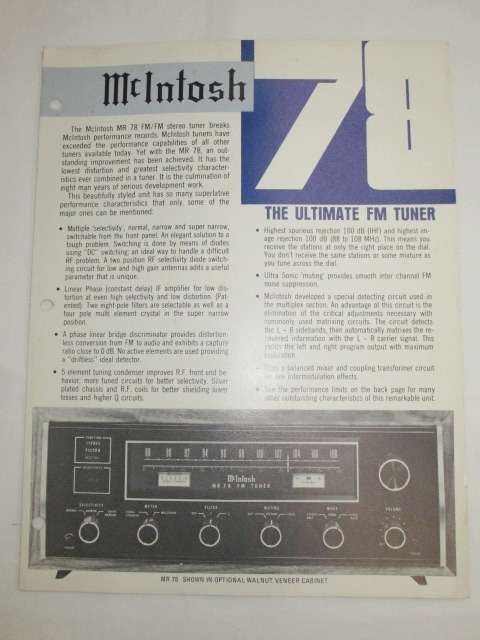 McIntosh
78
THE ULTIMATE FM TUNER
The McIntosh MR 78 FM/FM stereo tuner breaks
McIntosh performance records. McIntosh tuners have
exceeded the performance capabilities of all other
tuners available today. Yet with the MR 78, an out-
standing improvement has been achieved. It has the
lowest distortion and greatest selectivity character-
istics ever combined in a tuner. It is the culmination of
eight man years of serious development work.
This beautifully styled unit has so many superlative
performance characteristics that only some of the
major ones can be mentioned:
• Multiple 'selectivity', normal, narrow and super narrow,
switchable from the front panel. An elegant solution to a
tough problem. Switching is done by means of diodes
using "DC" switching; an ideal way to handle a difficult
RF problem. A two position RF selectivity diode switch-
ing circuit for low and high gain antennas adds a useful
parameter that is unique.
• Linear Phase (constant delay) IF amplifier for low dis-
tortion at even high selectivity and low distortion. (Pat-
ented). Two eight-pole filters are selectable as well as a
four pole multi element crystal in the super narrow
position.
• A phase linear bridge discriminator provides distortion-
less conversion from FM to audio and exhibits a capture
ratio close to 0 dB. No active elements are used providing
a "driftless" ideal detector.
• 5 element tuning condenser improves R.F. front end be-
havior, more tuned circuits for better selectivity. Silver
plated chassis and R.F. coils for better shielding lower
losses and higher Q circuits.
• Highest spurious rejection 100 dB (IHF) and highest im-
age rejection 100 dB (88 to 108 MHz). This means you
receive the stations at only the right place on the dial.
You don't receive the same stations or some mixture as
you tune across the dial.
• Ultra Sonic 'muting' provides smooth inter channel FM
noise suppression.
• McIntosh developed a special detecting circuit used in
the multiplex section. An advantage of this circuit is the
elimination of the critical adjustments necessary with
commonly used matrixing circuits. The circuit detects
the L - R sidebands, then automatically matrixes the re-
covered information with the L - R carrier signal. This
yields the left and right program output with maximum
separation.
a balanced mixer and coupling transformer circuit
for low intermodulation effects.
• See the performance limits on the back page for many
other outstanding characteristics of this remarkable unit.
STEREO
FILTER
88 90 92 94 96 98 100 102 104 106 108
McIntosh
MR 78 FM TUNER
SELECTIVITY METER FILTER MUTING MODE VOLUME
MR 78 SHOWN IN OPTIONAL WALNUT VENEER CABINET